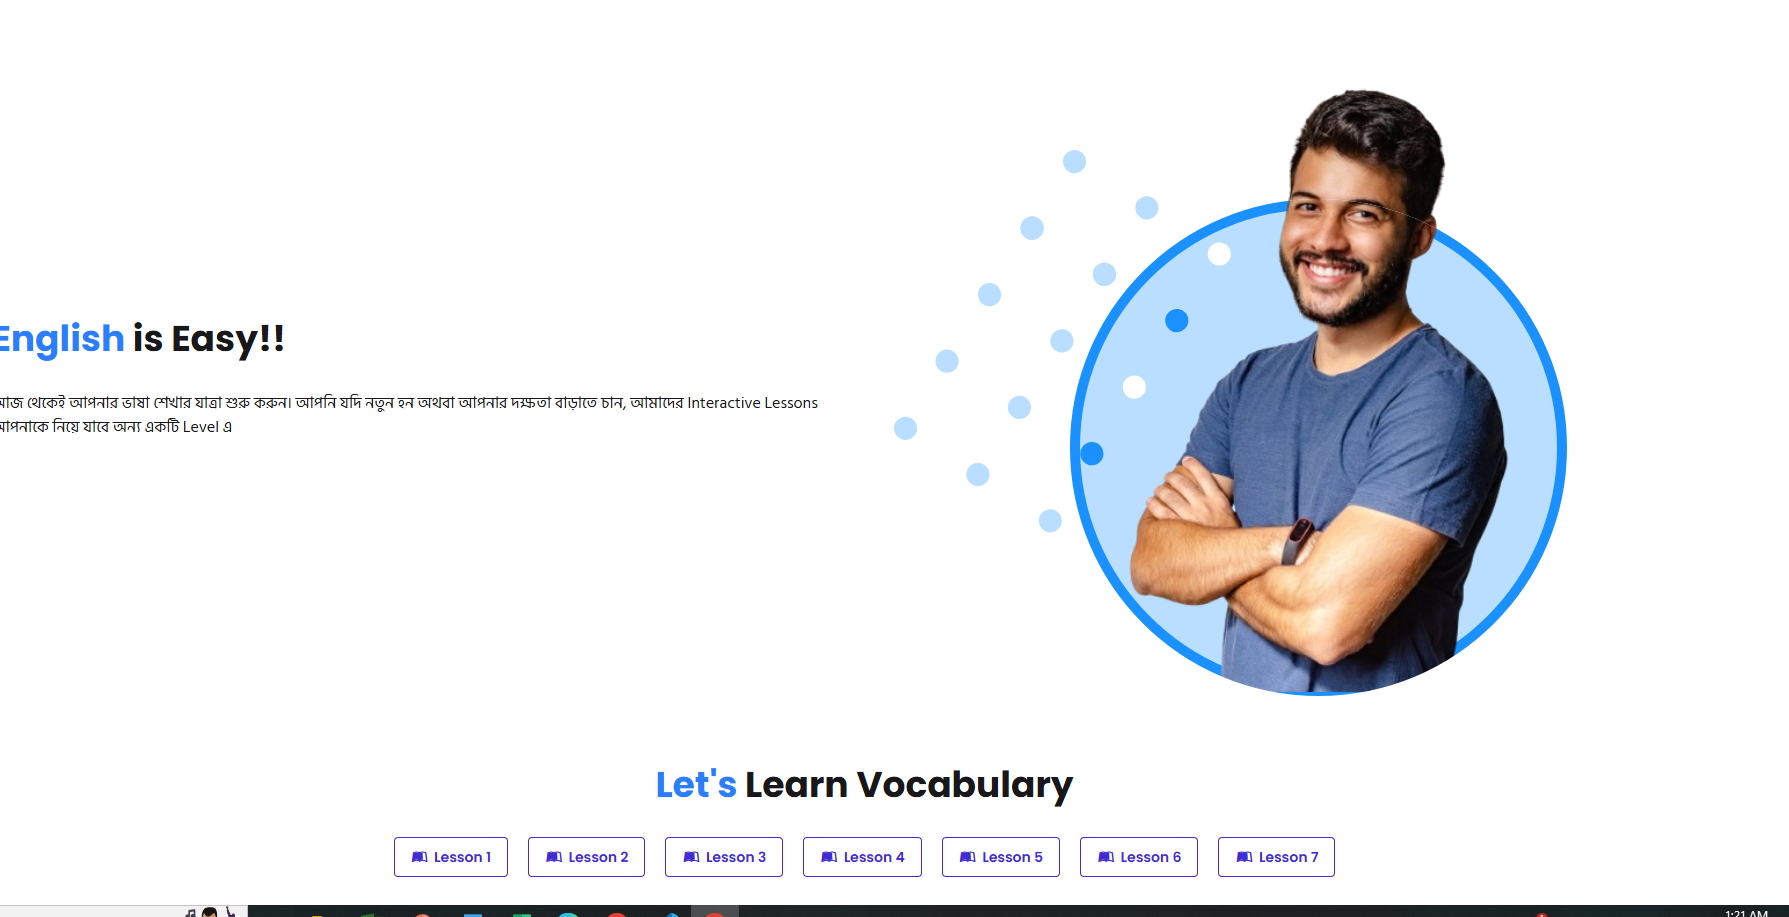 English is Easy!!
আজ থেকেই আপনার ভাষা শেখার যাত্রা শুরু করুন। আপনি যদি নতুন হন অথবা আপনার দক্ষতা বাড়াতে চান, আমাদের Interactive Lessons
আপনাকে নিয়ে যাবে অন্য একটি Level এ
Let's Learn Vocabulary
Lesson 1 Lesson 2 Lesson 3 Lesson 4 Lesson 5 Lesson 6 Lesson 7
1:21 AM